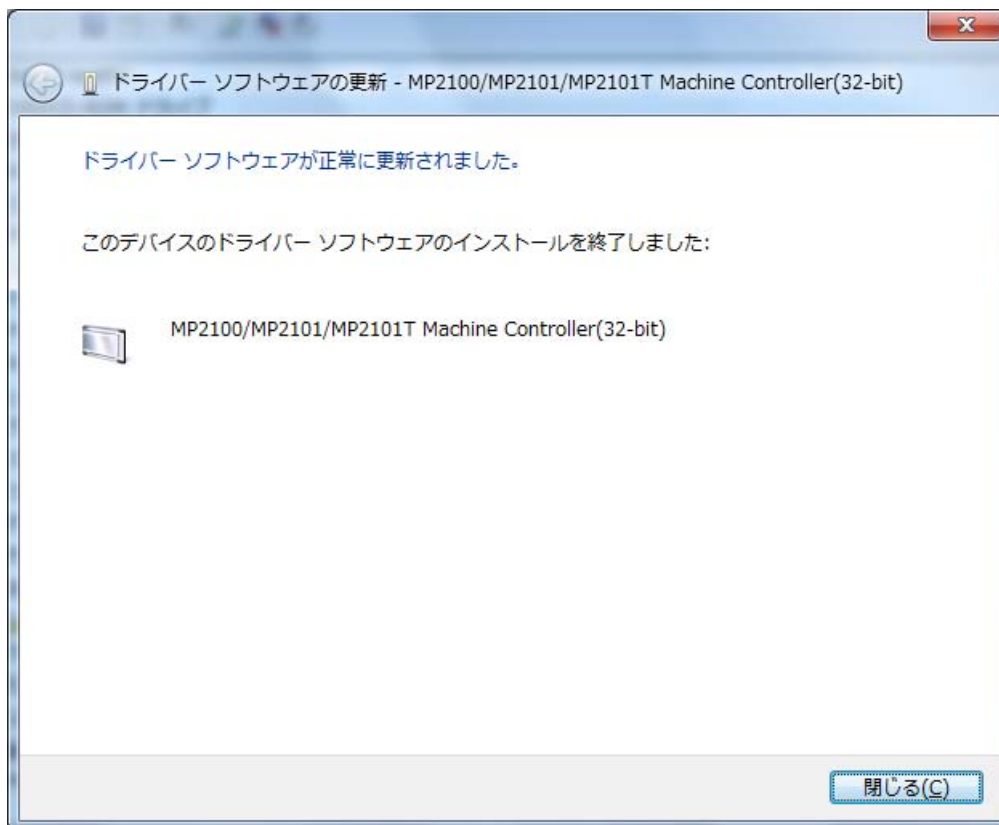 ドライバー ソフトウェアの更新 - MP2100/MP2101/MP2101T Machine Controller(32-bit)
ドライバー ソフトウェアが正常に更新されました。
このデバイスのドライバー ソフトウェアのインストールを終了しました:
MP2100/MP2101/MP2101T Machine Controller(32-bit)
閉じる(C)